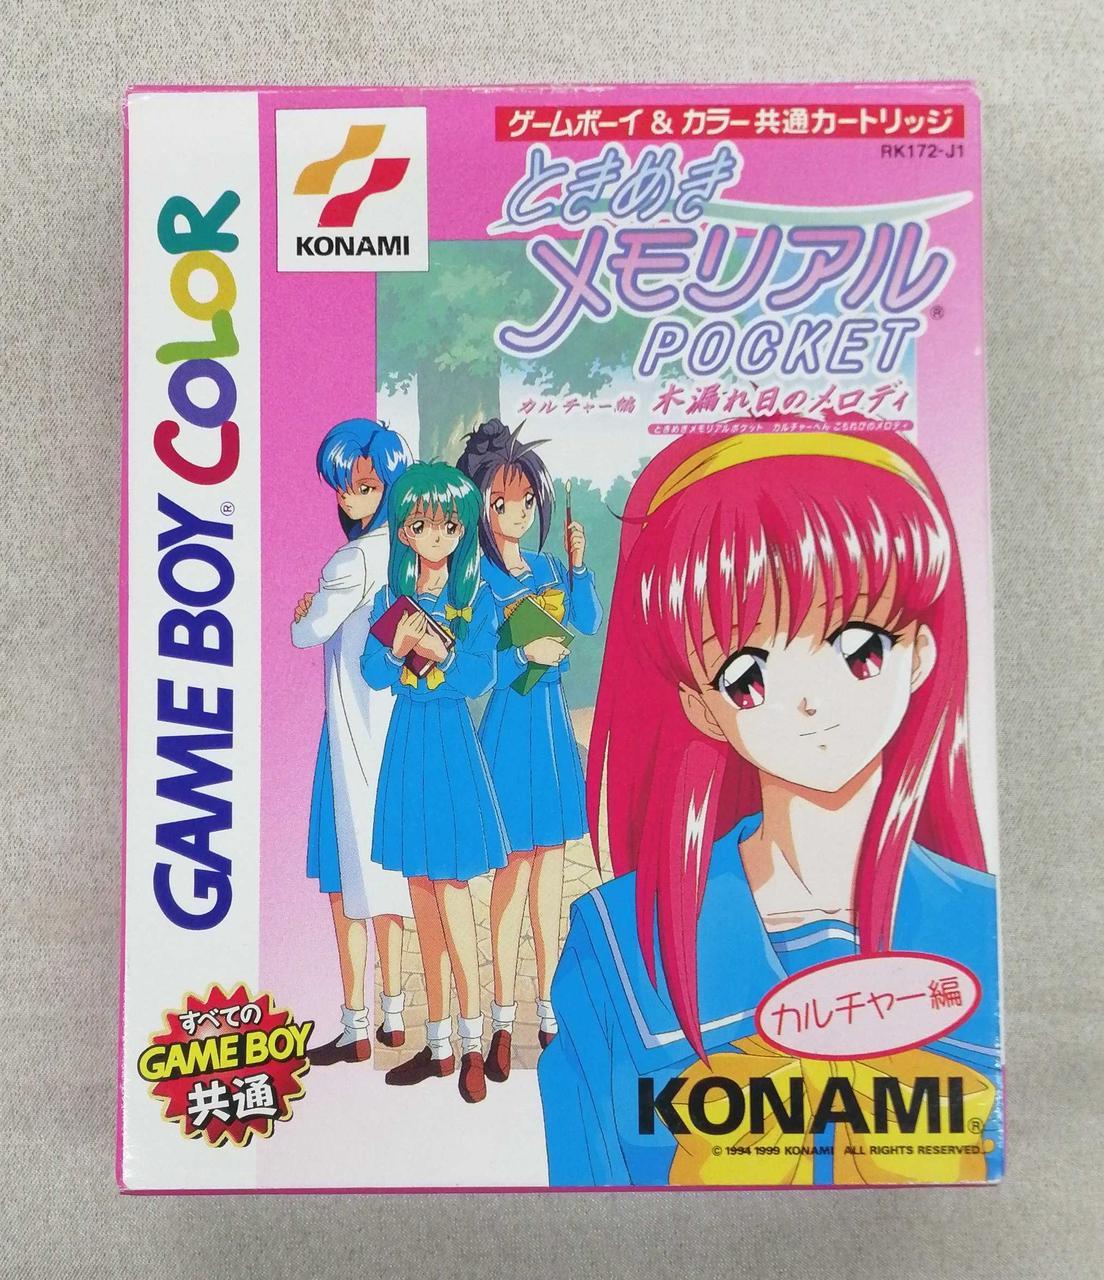 GAME BOY COLOR®
KONAMI
ゲームボーイ & カラー共通カートリッジ
RK172-J1
ときめき
メモリアル®
POCKET
カルチャー編 木漏れ日のメロディ
ときめきメモリアルポケット カルチャーへん こもれびのメロディ
カルチャー編
すべての
GAME BOY
共通
KONAMI®
© 1994 1999 KONAMI ALL RIGHTS RESERVED.